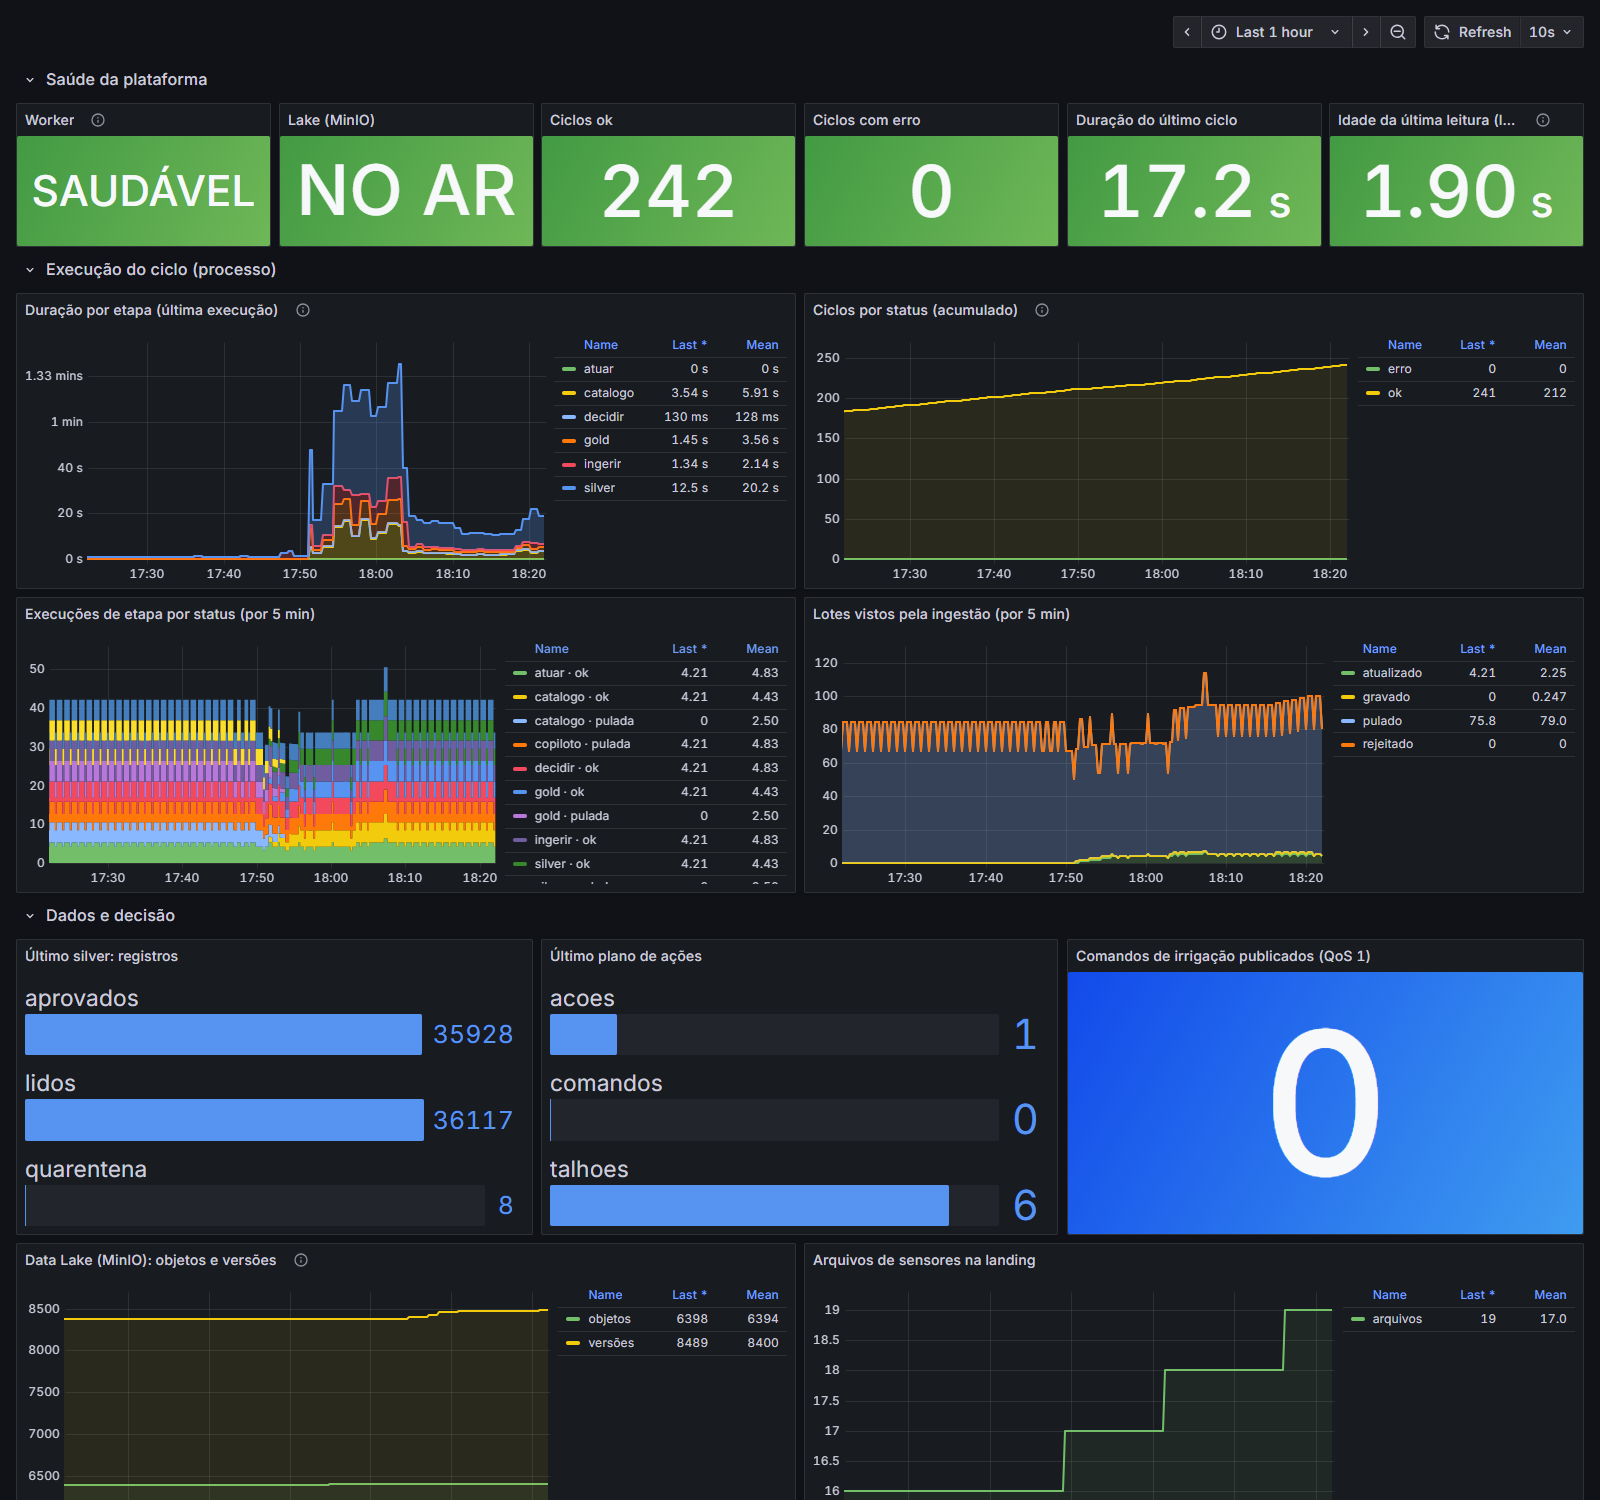 Last 1 hour
Refresh
10s
Saúde da plataforma
Worker
Lake (MinIO)
Ciclos ok
Ciclos com erro
Duração do último ciclo
Idade da última leitura (l...
SAUDÁVEL
NO AR
242
0
17.2 s
1.90 s
Execução do ciclo (processo)
Duração por etapa (última execução)
1.33 mins
1 min
40 s
20 s
0 s
17:30 17:40 17:50 18:00 18:10 18:20
Name Last * Mean
atuar 0 s 0 s
catalogo 3.54 s 5.91 s
decidir 130 ms 128 ms
gold 1.45 s 3.56 s
ingerir 1.34 s 2.14 s
silver 12.5 s 20.2 s
Ciclos por status (acumulado)
250
200
150
100
50
0
17:30 17:40 17:50 18:00 18:10 18:20
Name Last * Mean
erro 0 0
ok 241 212
Execuções de etapa por status (por 5 min)
50
40
30
20
10
0
17:30 17:40 17:50 18:00 18:10 18:20
Name Last * Mean
atuar · ok 4.21 4.83
catalogo · ok 4.21 4.43
catalogo · pulada 0 2.50
copiloto · pulada 4.21 4.83
decidir · ok 4.21 4.83
gold · ok 4.21 4.43
gold · pulada 0 2.50
ingerir · ok 4.21 4.83
silver · ok 4.21 4.43
Lotes vistos pela ingestão (por 5 min)
120
100
80
60
40
20
0
17:30 17:40 17:50 18:00 18:10 18:20
Name Last * Mean
atualizado 4.21 2.25
gravado 0 0.247
pulado 75.8 79.0
rejeitado 0 0
Dados e decisão
Último silver: registros
aprovados
35928
lidos
36117
quarentena
8
Último plano de ações
acoes
1
comandos
0
talhoes
6
Comandos de irrigação publicados (QoS 1)
0
Data Lake (MinIO): objetos e versões
8500
8000
7500
7000
6500
Name Last * Mean
objetos 6398 6394
versões 8489 8400
Arquivos de sensores na landing
19
18.5
18
17.5
17
16.5
16
Name Last * Mean
arquivos 19 17.0